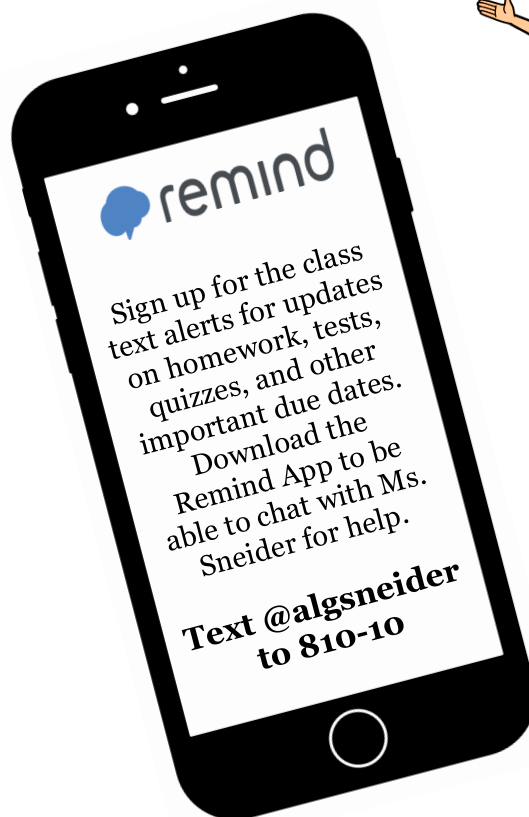 remind
Sign up for the class
text alerts for updates
on homework, tests,
quizzes, and other
important due dates.
Download the
Remind App to be
able to chat with Ms.
Sneider for help.
Text @algsneider
to 810-10